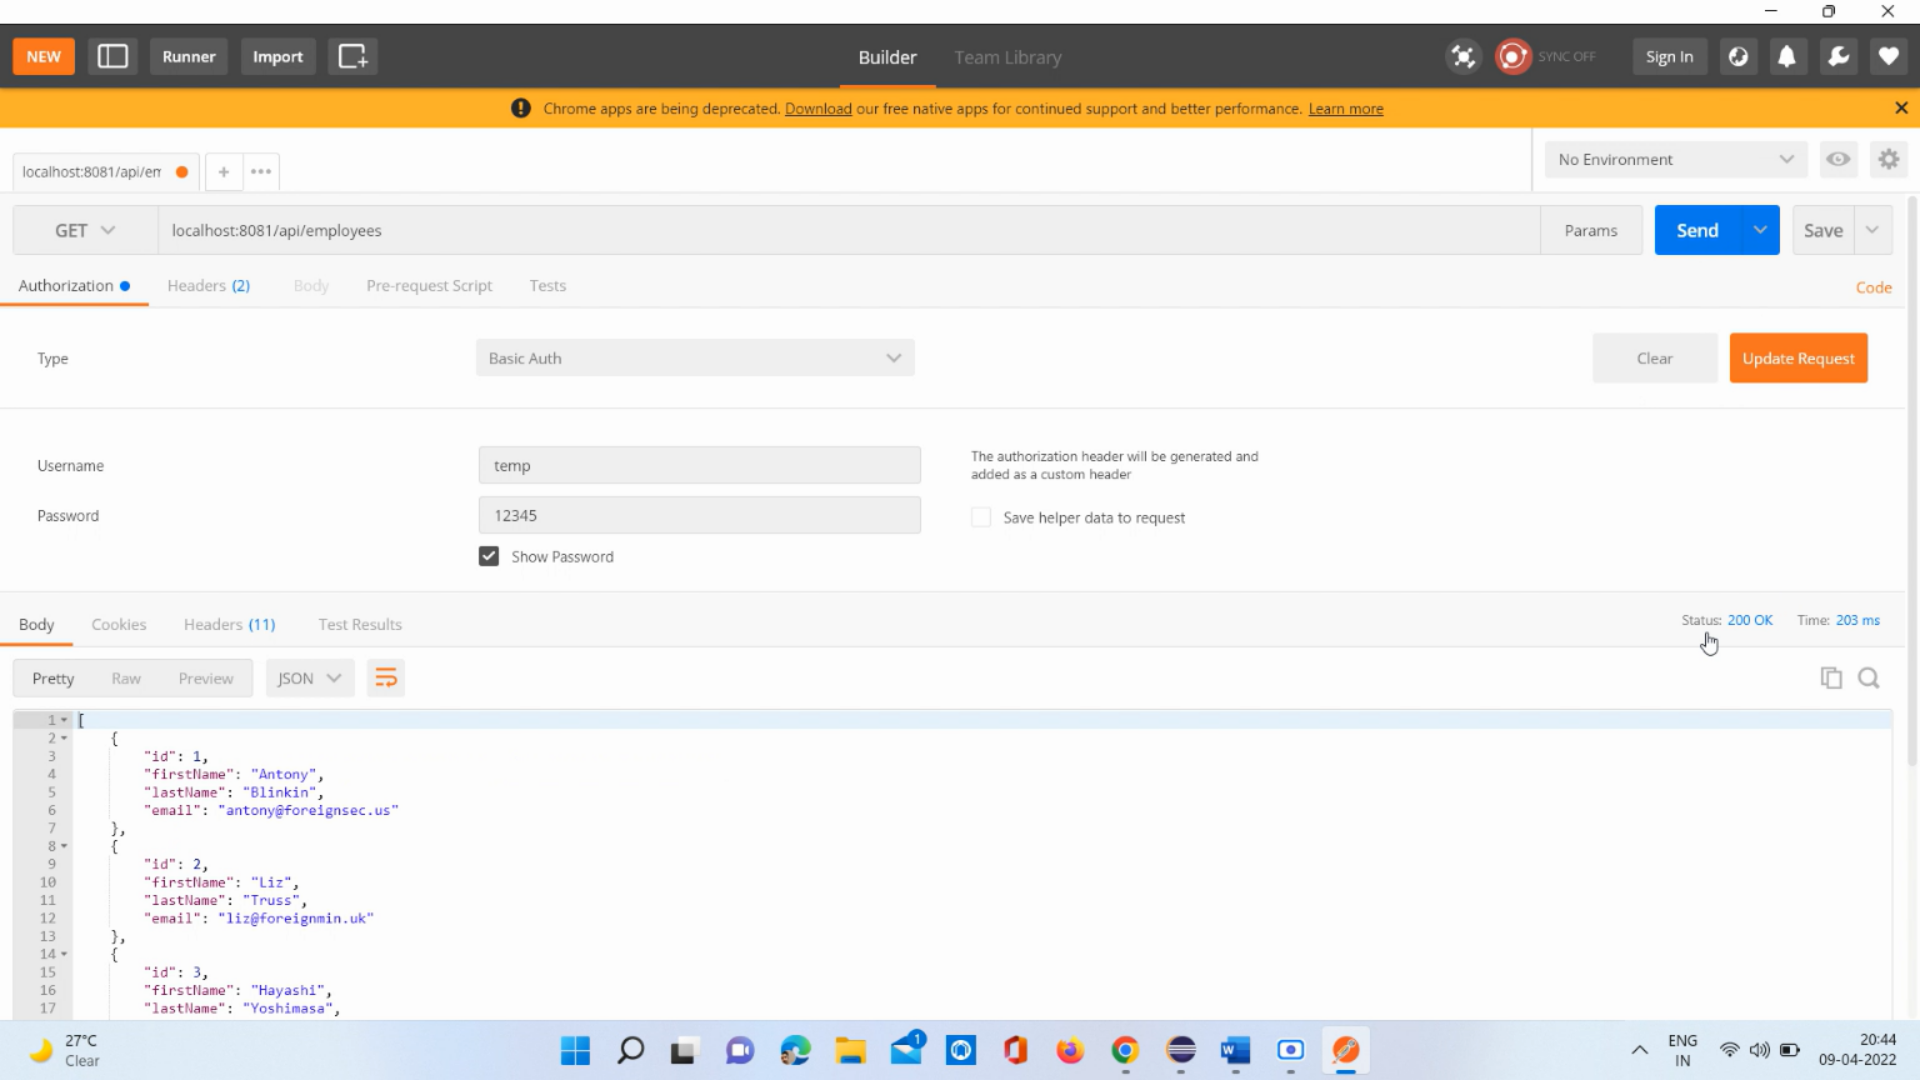 NEW Runner Import Builder Team Library SYNC OFF Sign In
Chrome apps are being deprecated. Download our free native apps for continued support and better performance. Learn more
localhost:8081/api/em No Environment
GET localhost:8081/api/employees Params Send Save
Authorization Headers (2) Body Pre-request Script Tests Code
Type Basic Auth Clear Update Request
Username temp The authorization header will be generated and
added as a custom header
Password 12345 Save helper data to request
Show Password
Body Cookies Headers (11) Test Results Status: 200 OK Time: 203 ms
Pretty Raw Preview JSON
1 [
2 {
3 "id": 1,
4 "firstName": "Antony",
5 "lastName": "Blinkin",
6 "email": "antony@foreignsec.us"
7 },
8 {
9 "id": 2,
10 "firstName": "Liz",
11 "lastName": "Truss",
12 "email": "liz@foreignmin.uk"
13 },
14 {
15 "id": 3,
16 "firstName": "Hayashi",
17 "lastName": "Yoshimasa",
27°C
Clear
1
ENG
IN
20:44
09-04-2022